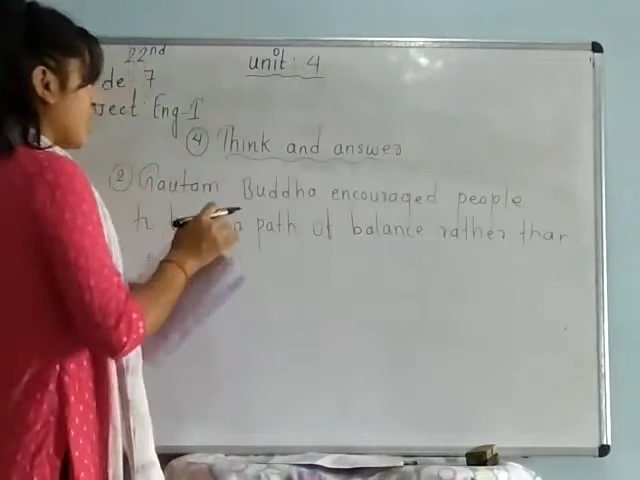 22nd
unit : 4
de 7
ject Eng-I
④ Think and answer
② Gautam Buddha encouraged people
a path of balance rather than